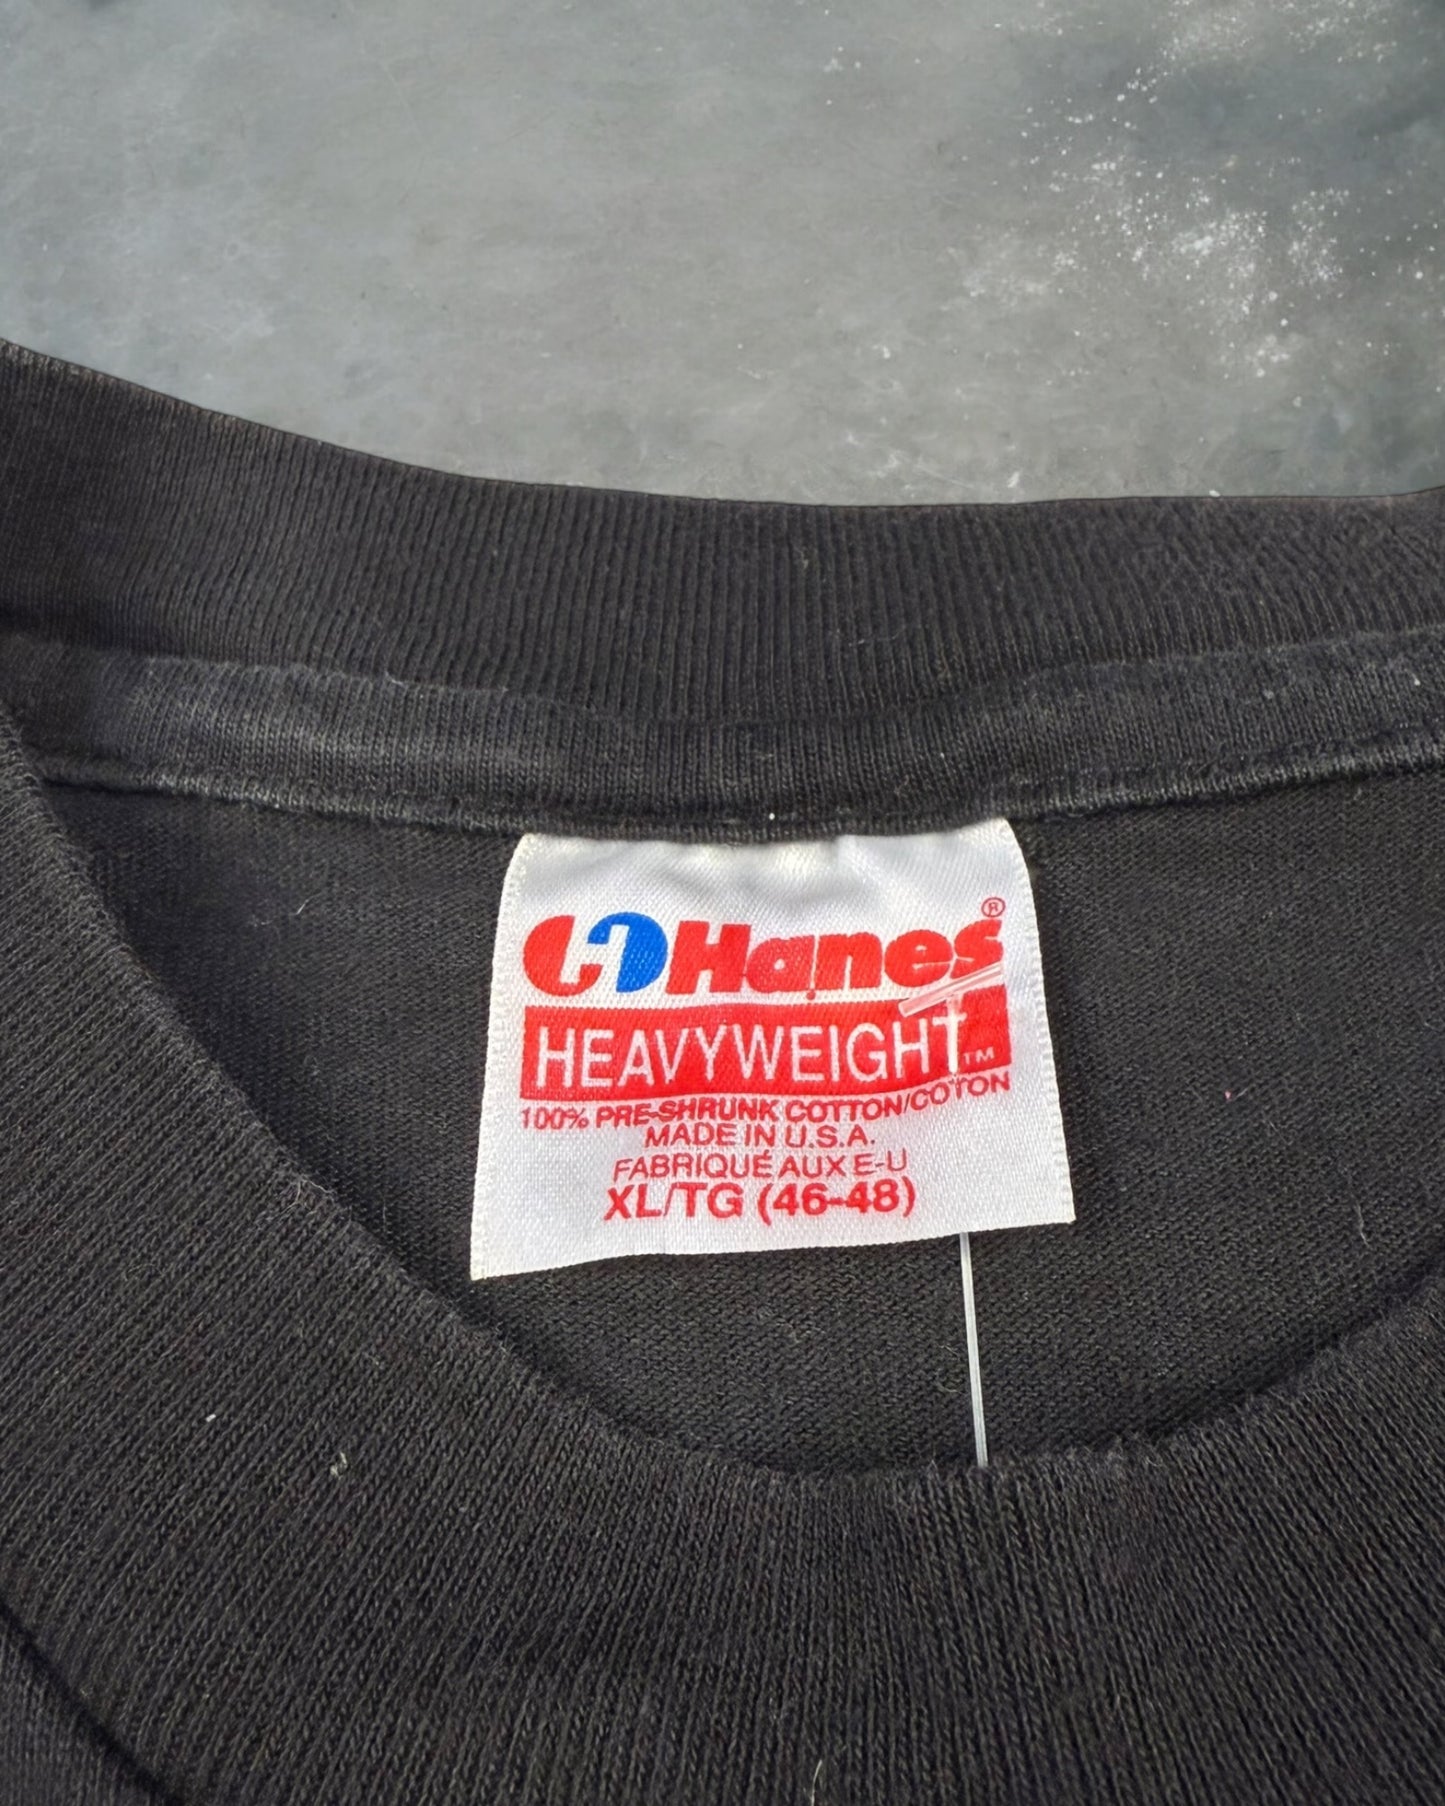 Hanes®
HEAVYWEIGHT™
100% PRE-SHRUNK COTTON/COTON
MADE IN U.S.A.
FABRIQUÉ AUX E-U
XL/TG (46-48)